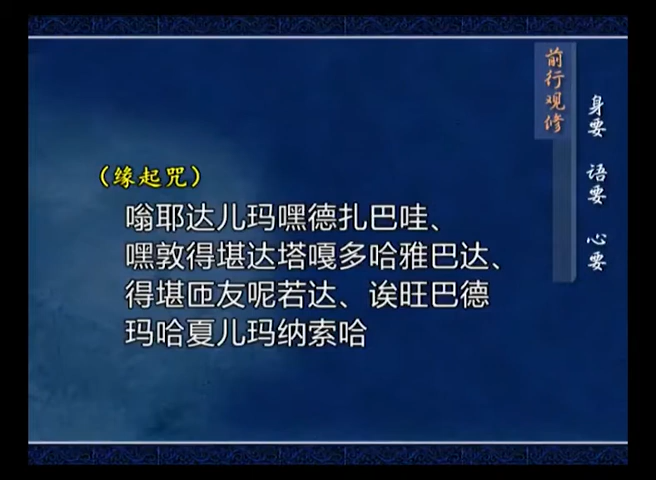 前行观修
身要 语要 心要
（缘起咒）
嗡耶达儿玛嘿德扎巴哇、
嘿敦得堪达塔嘎多哈雅巴达、
得堪匝友呢若达、诶旺巴德
玛哈夏儿玛纳索哈